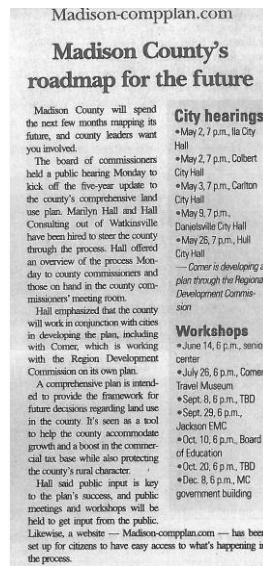 Madison-compplan.com
Madison County's
roadmap for the future
Madison County will spend
the next few months mapping its
future, and county leaders want
you involved.
The board of commissioners
held a public hearing Monday to
kick off the five-year update to
the county's comprehensive land
use plan. Marilyn Hall and Hall
Consulting out of Watkinsville
have been hired to steer the county
through the process. Hall offered
an overview of the process Mon-
day to county commissioners and
those on hand in the county com-
missioners' meeting room.
Hall emphasized that the county
will work in conjunction with cities
in developing the plan, including
with Comer, which is working
with the Region Development
Commission on its own plan.
A comprehensive plan is intend-
ed to provide the framework for
future decisions regarding land use
in the county. It's seen as a tool
to help the county accommodate
growth and a boost in the commer-
cial tax base while also protecting
the county's rural character.
Hall said public input is key
to the plan's success, and public
meetings and workshops will be
held to get input from the public.
Likewise, a website — Madison-compplan.com — has been
set up for citizens to have easy access to what's happening in
the process.
City hearings
•May 2, 7 p.m., Ila City
Hall
•May 2, 7 p.m., Colbert
City Hall
•May 3, 7 p.m., Carlton
City Hall
•May 9, 7 p.m.,
Danielsville City Hall
•May 26, 7 p.m., Hull
City Hall
— Comer is developing a
plan through the Regional
Development Commis-
sion
Workshops
•June 14, 6 p.m., senio
center
•July 26, 6 p.m., Comer
Travel Museum
•Sept. 8, 6 p.m., TBD
•Sept. 29, 6 p.m.,
Jackson EMC
•Oct. 10, 6 p.m., Board
of Education
•Oct. 20, 6 p.m., TBD
•Dec. 8, 6 p.m., MC
government building